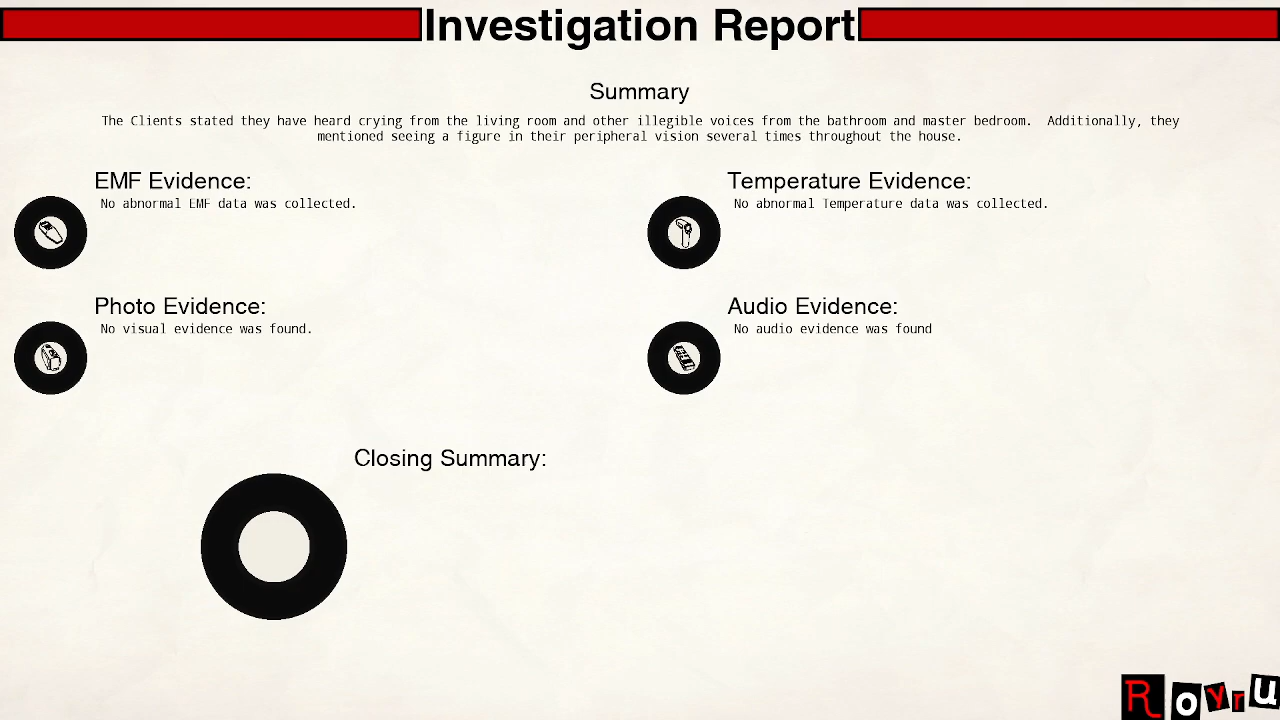 Investigation Report
Summary
The Clients stated they have heard crying from the living room and other illegible voices from the bathroom and master bedroom.  Additionally, they
mentioned seeing a figure in their peripheral vision several times throughout the house.
EMF Evidence:
No abnormal EMF data was collected.
Temperature Evidence:
No abnormal Temperature data was collected.
Photo Evidence:
No visual evidence was found.
Audio Evidence:
No audio evidence was found
Closing Summary:
Royru